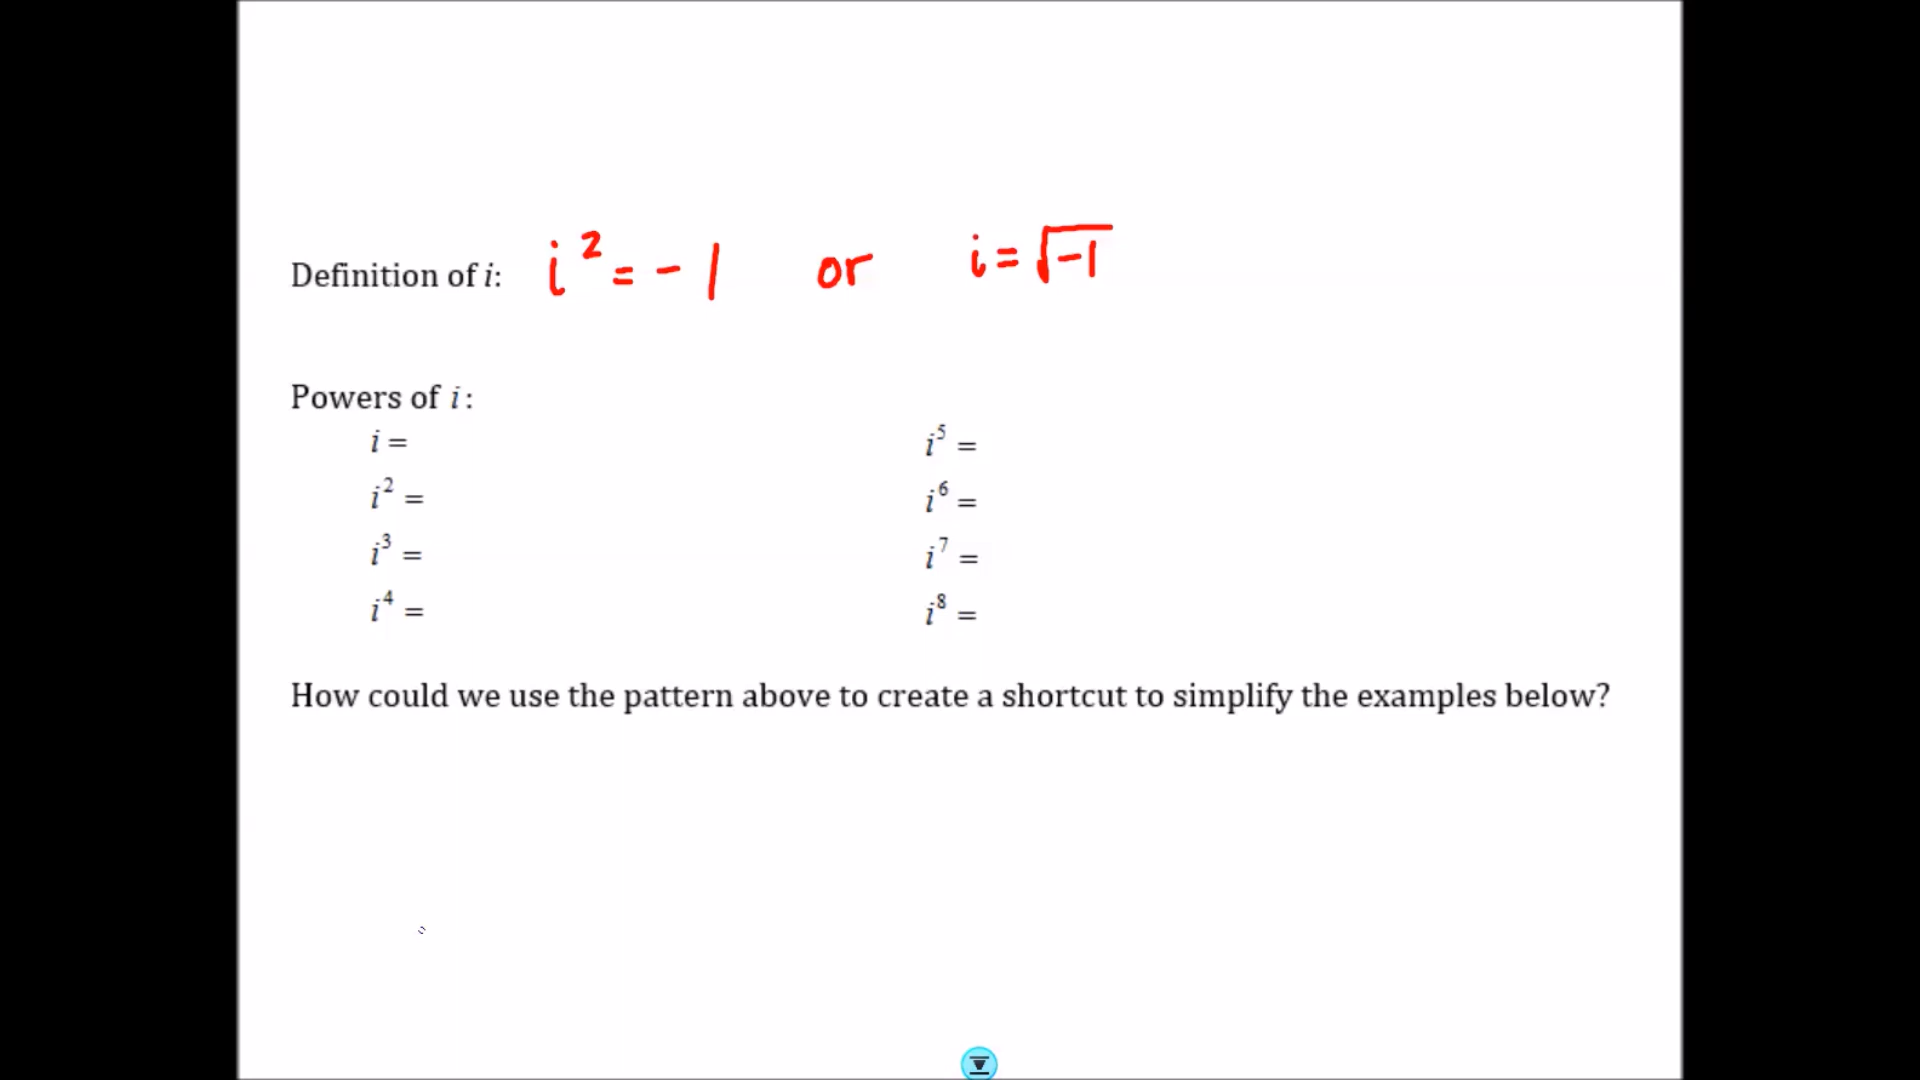 Definition of i: i² = -1 or i = √-1
Powers of i:
i = i⁵ =
i² = i⁶ =
i³ = i⁷ =
i⁴ = i⁸ =
How could we use the pattern above to create a shortcut to simplify the examples below?